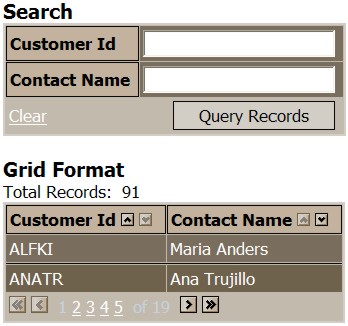 Search
Customer Id
Contact Name
Clear Query Records
Grid Format
Total Records: 91
Customer Id Contact Name
ALFKI Maria Anders
ANATR Ana Trujillo
1 2 3 4 5 of 19